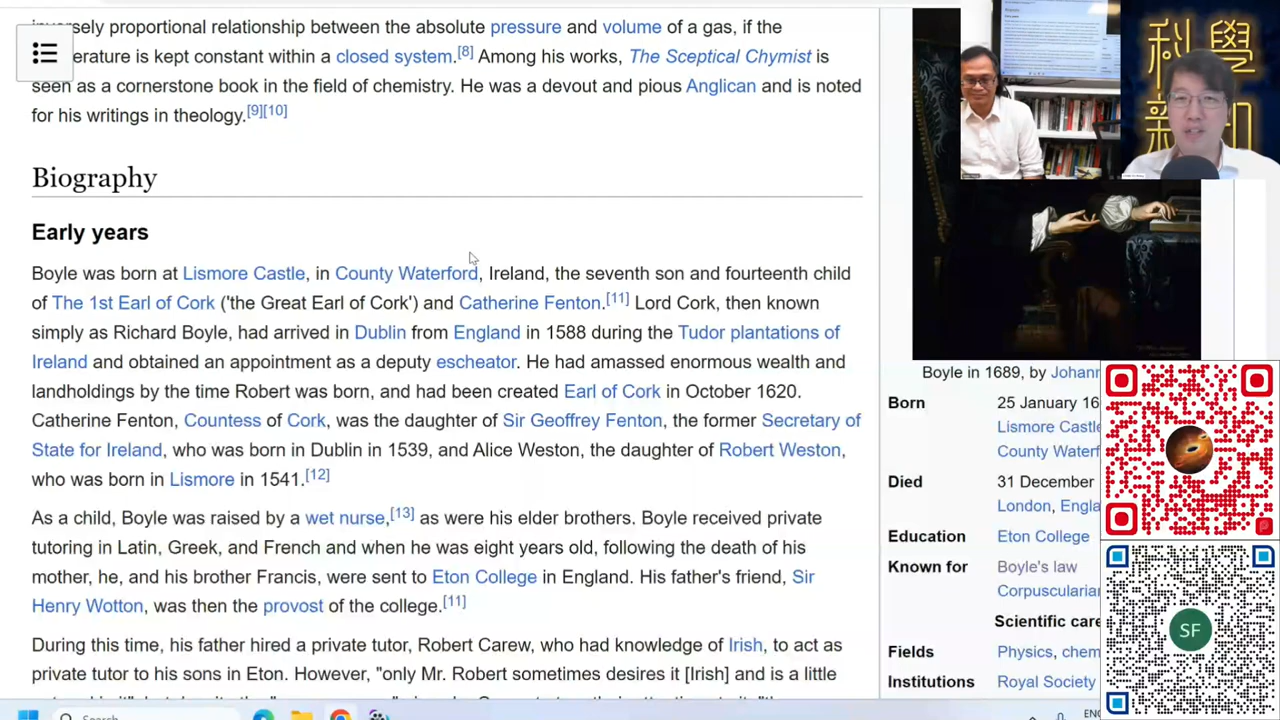 inversely proportional relationship between the absolute pressure and volume of a gas, if the
temperature is kept constant within a closed system.[8] Among his works, The Sceptical Chymist is
seen as a cornerstone book in the field of chemistry. He was a devout and pious Anglican and is noted
for his writings in theology.[9][10]
Biography
Early years
Boyle was born at Lismore Castle, in County Waterford, Ireland, the seventh son and fourteenth child
of The 1st Earl of Cork ('the Great Earl of Cork') and Catherine Fenton.[11] Lord Cork, then known
simply as Richard Boyle, had arrived in Dublin from England in 1588 during the Tudor plantations of
Ireland and obtained an appointment as a deputy escheator. He had amassed enormous wealth and
landholdings by the time Robert was born, and had been created Earl of Cork in October 1620.
Catherine Fenton, Countess of Cork, was the daughter of Sir Geoffrey Fenton, the former Secretary of
State for Ireland, who was born in Dublin in 1539, and Alice Weston, the daughter of Robert Weston,
who was born in Lismore in 1541.[12]
As a child, Boyle was raised by a wet nurse,[13] as were his elder brothers. Boyle received private
tutoring in Latin, Greek, and French and when he was eight years old, following the death of his
mother, he, and his brother Francis, were sent to Eton College in England. His father's friend, Sir
Henry Wotton, was then the provost of the college.[11]
During this time, his father hired a private tutor, Robert Carew, who had knowledge of Irish, to act as
private tutor to his sons in Eton. However, "only Mr. Robert sometimes desires it [Irish] and is a little
科學
新知
Boyle in 1689, by Johann
Born
25 January 16
Lismore Castle
County Waterf
Died
31 December
London, Engla
Education
Eton College
Known for
Boyle's law
Corpuscularian
Scientific care
Fields
Physics, chem
Institutions
Royal Society
SF
Search
ENG